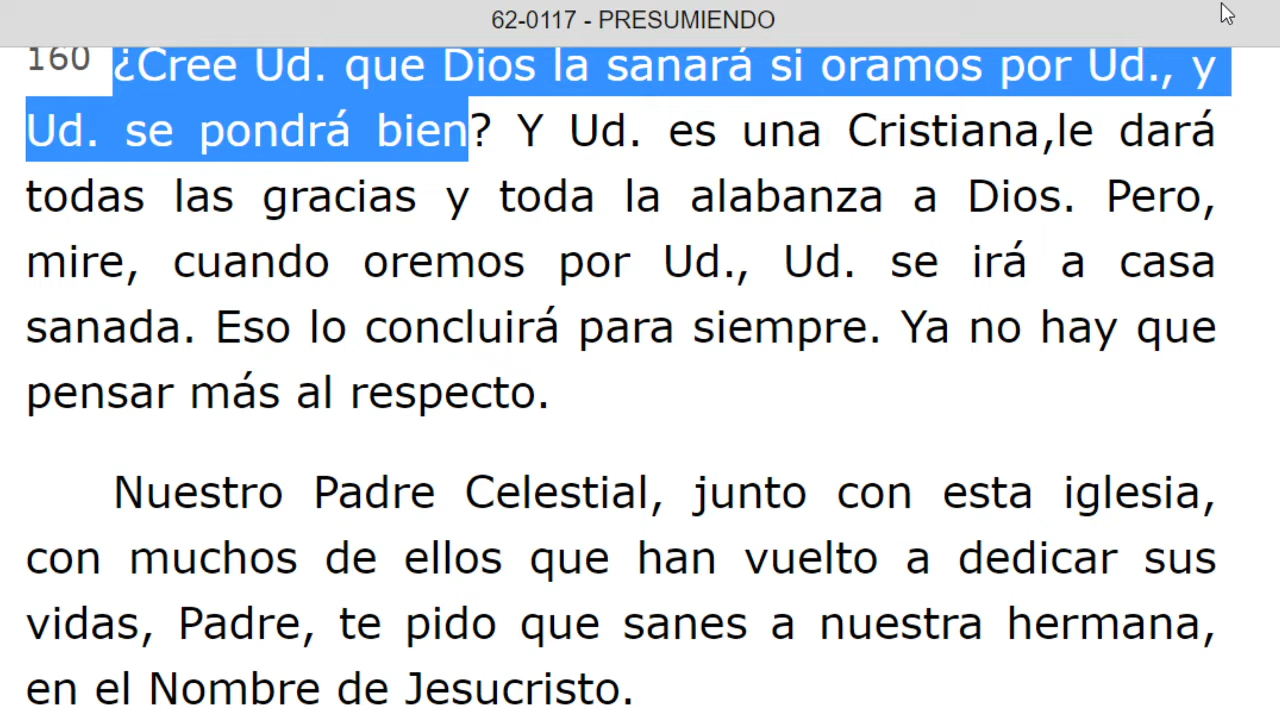 62-0117 - PRESUMIENDO
160 ¿Cree Ud. que Dios la sanará si oramos por Ud., y
Ud. se pondrá bien? Y Ud. es una Cristiana,le dará
todas las gracias y toda la alabanza a Dios. Pero,
mire, cuando oremos por Ud., Ud. se irá a casa
sanada. Eso lo concluirá para siempre. Ya no hay que
pensar más al respecto.
Nuestro Padre Celestial, junto con esta iglesia,
con muchos de ellos que han vuelto a dedicar sus
vidas, Padre, te pido que sanes a nuestra hermana,
en el Nombre de Jesucristo.